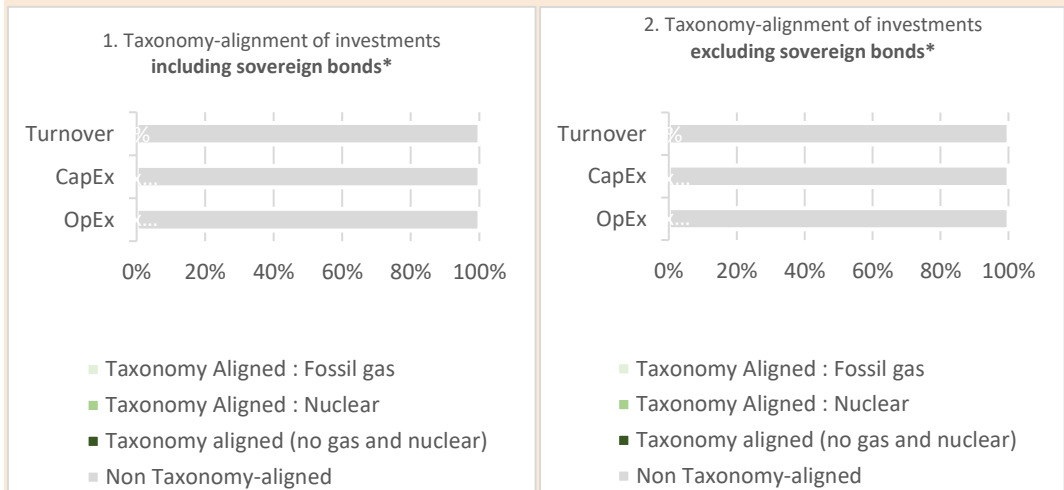 1. Taxonomy-alignment of investments
including sovereign bonds*
Turnover
%
CapEx
x...
OpEx
x...
0% 20% 40% 60% 80% 100%
Taxonomy Aligned : Fossil gas
Taxonomy Aligned : Nuclear
Taxonomy aligned (no gas and nuclear)
Non Taxonomy-aligned
2. Taxonomy-alignment of investments
excluding sovereign bonds*
Turnover
%
CapEx
x...
OpEx
x...
0% 20% 40% 60% 80% 100%
Taxonomy Aligned : Fossil gas
Taxonomy Aligned : Nuclear
Taxonomy aligned (no gas and nuclear)
Non Taxonomy-aligned